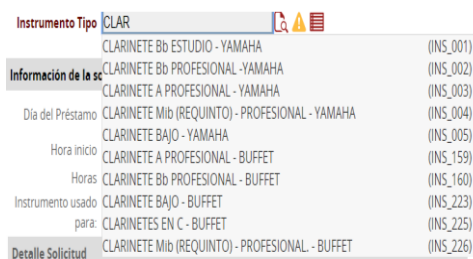 Instrumento Tipo CLAR
CLARINETE Bb ESTUDIO - YAMAHA (INS_001)
Información de la so CLARINETE Bb PROFESIONAL -YAMAHA (INS_002)
CLARINETE A PROFESIONAL - YAMAHA (INS_003)
Día del Préstamo CLARINETE Mib (REQUINTO) - PROFESIONAL - YAMAHA (INS_004)
CLARINETE BAJO - YAMAHA (INS_005)
Hora inicio
CLARINETE A PROFESIONAL - BUFFET (INS_159)
Horas CLARINETE Bb PROFESIONAL - BUFFET (INS_160)
Instrumento usado CLARINETE BAJO - BUFFET (INS_223)
para: CLARINETES EN C - BUFFET (INS_225)
Detalle Solicitud CLARINETE Mib (REQUINTO) - PROFESIONAL. - BUFFET (INS_226)